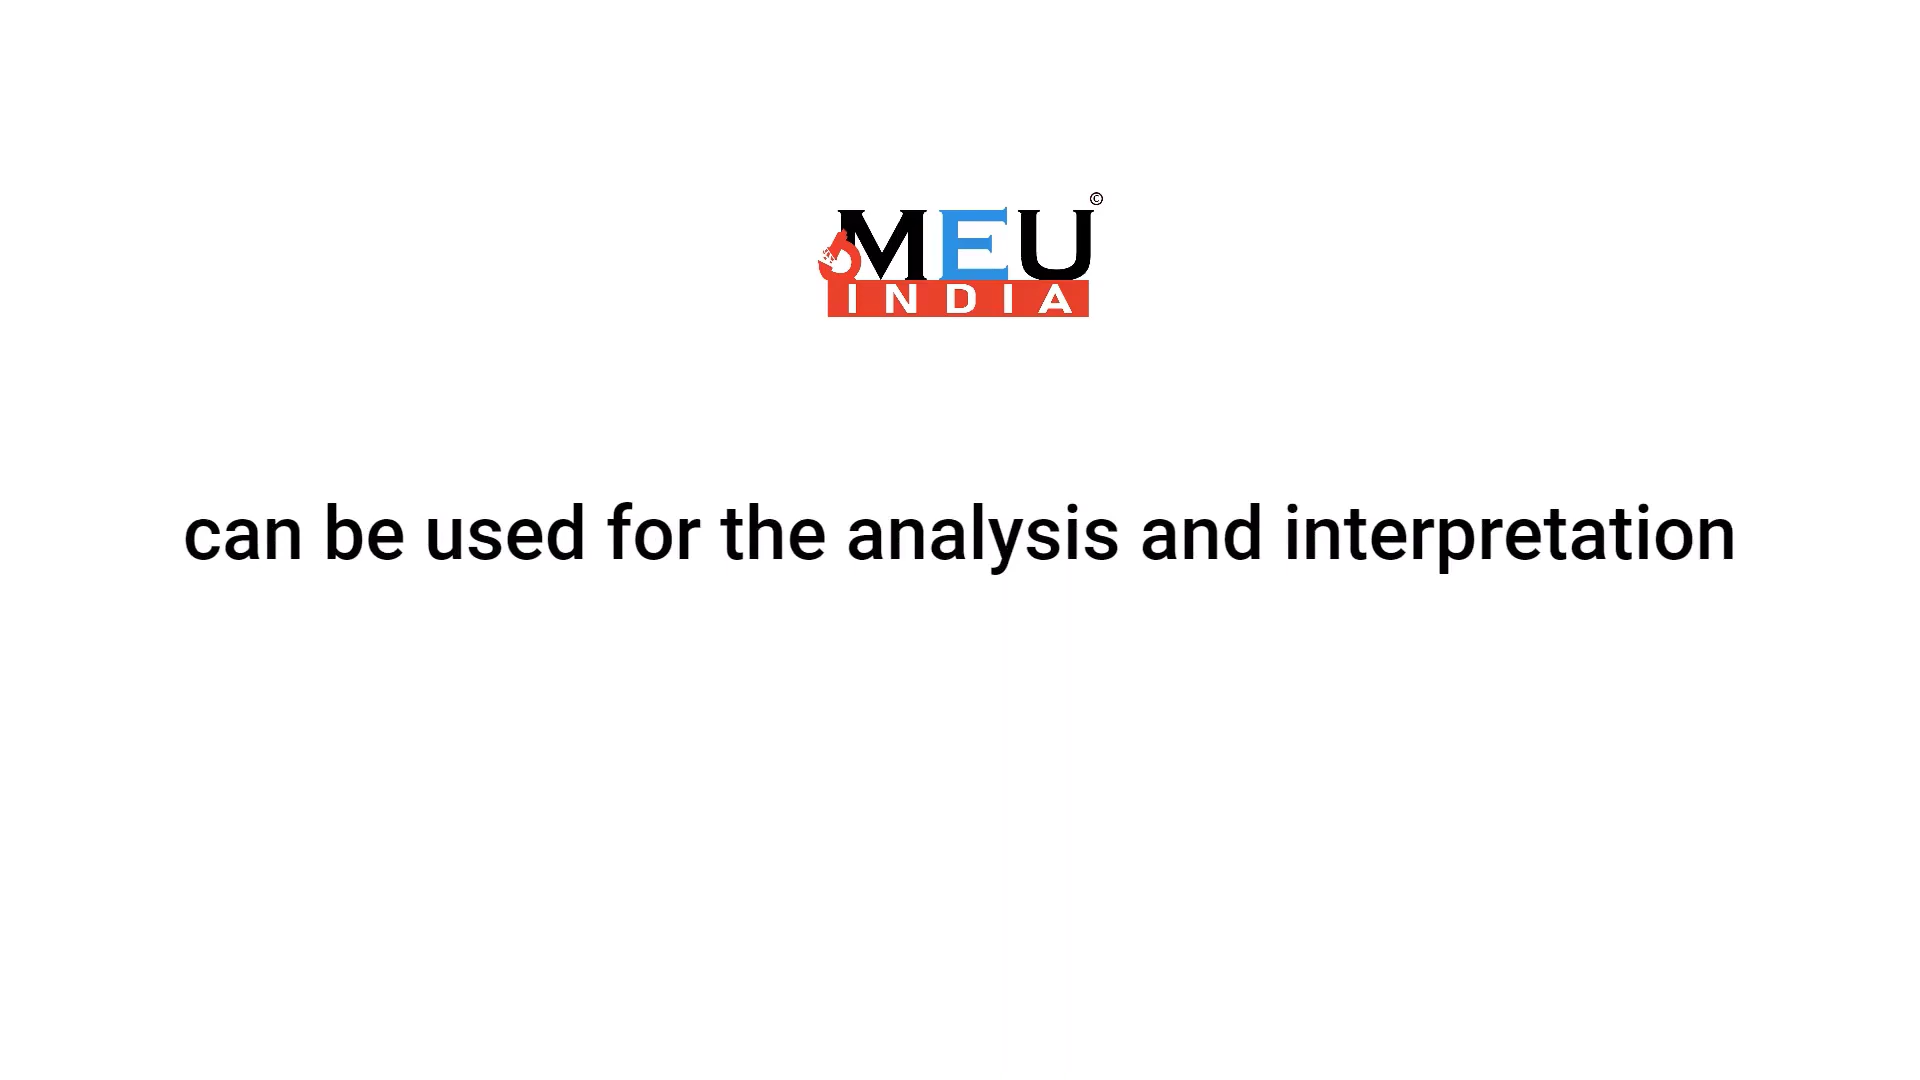 MEU ©
INDIA
can be used for the analysis and interpretation